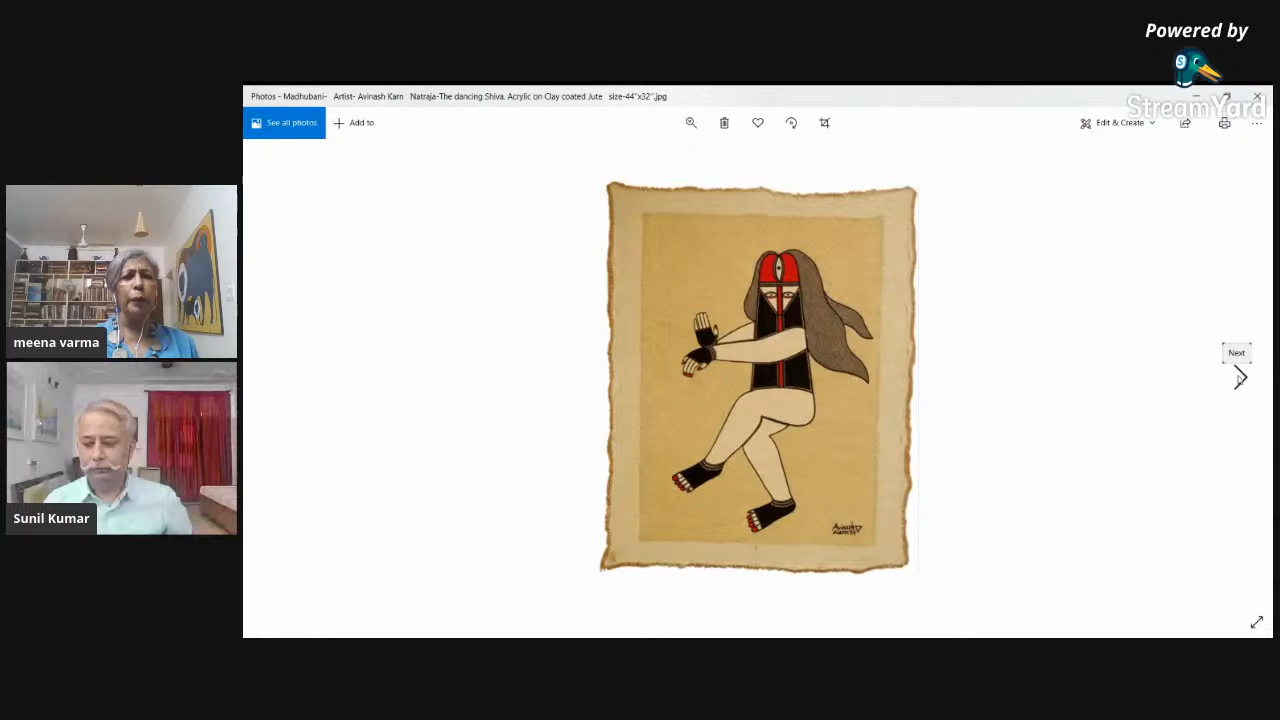 Powered by
StreamYard
Photos - Madhubani- Artist- Avinash Karn Natraja-The dancing Shiva. Acrylic on Clay coated Jute size-44"x32".jpg
See all photos
Add to
Edit & Create
meena varma
Next
Sunil Kumar
Avinash